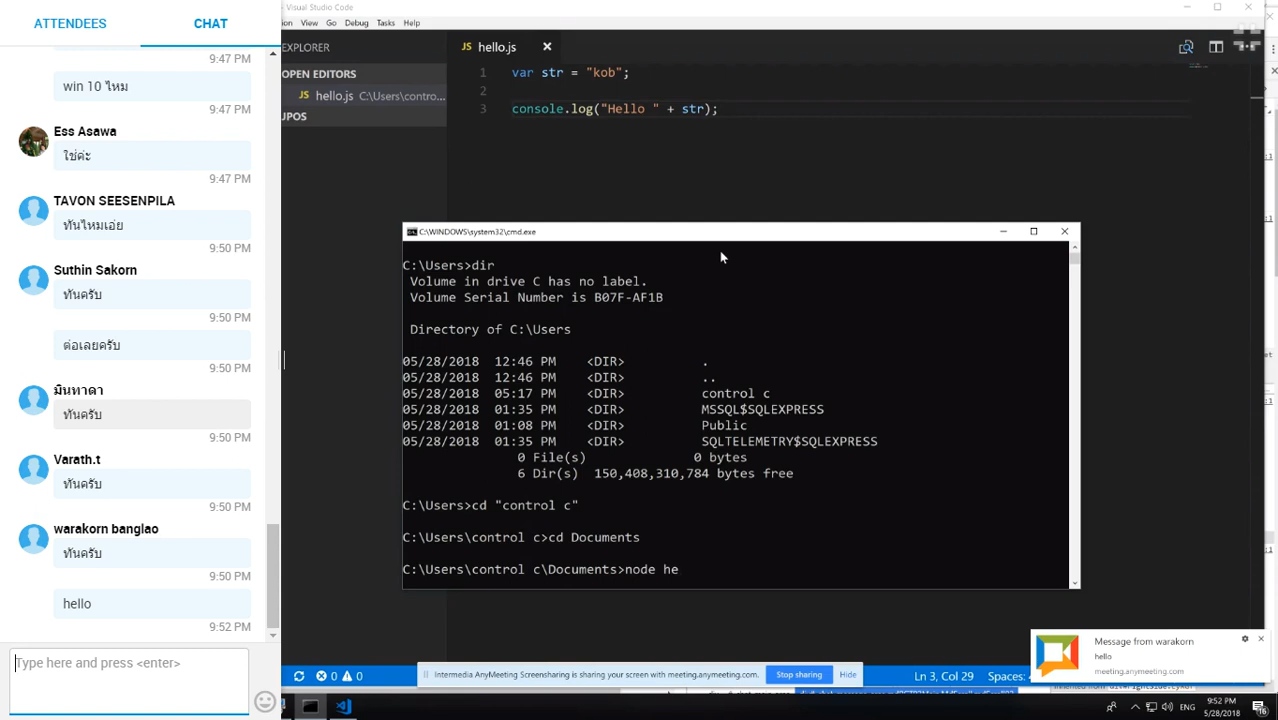 ATTENDEES
CHAT
9:47 PM
win 10 ไหม
9:47 PM
Ess Asawa
ใช่ค่ะ
9:47 PM
TAVON SEESENPILA
ทันไหมเอ่ย
9:50 PM
Suthin Sakorn
ทันครับ
9:50 PM
ต่อเลยครับ
9:50 PM
มินทาดา
ทันครับ
9:50 PM
Varath.t
ทันครับ
9:50 PM
warakorn banglao
ทันครับ
9:50 PM
hello
9:52 PM
Type here and press <enter>
Visual Studio Code
View Go Debug Tasks Help
EXPLORER
OPEN EDITORS
JS hello.js C:\Users\contro...
UPOS
JS hello.js
1 var str = "kob";
2
3 console.log("Hello " + str);
C:\WINDOWS\system32\cmd.exe
C:\Users>dir
Volume in drive C has no label.
Volume Serial Number is B07F-AF1B
Directory of C:\Users
05/28/2018 12:46 PM <DIR> .
05/28/2018 12:46 PM <DIR> ..
05/28/2018 05:17 PM <DIR> control c
05/28/2018 01:35 PM <DIR> MSSQL$SQLEXPRESS
05/28/2018 01:08 PM <DIR> Public
05/28/2018 01:35 PM <DIR> SQLTELEMETRY$SQLEXPRESS
0 File(s) 0 bytes
6 Dir(s) 150,408,310,784 bytes free
C:\Users>cd "control c"
C:\Users\control c>cd Documents
C:\Users\control c\Documents>node he
Message from warakorn
hello
meeting.anymeeting.com
0 0
Intermedia AnyMeeting Screensharing is sharing your screen with meeting.anymeeting.com.
Stop sharing
Hide
Ln 3, Col 29
Spaces:
ENG
9:52 PM
5/28/2018
16